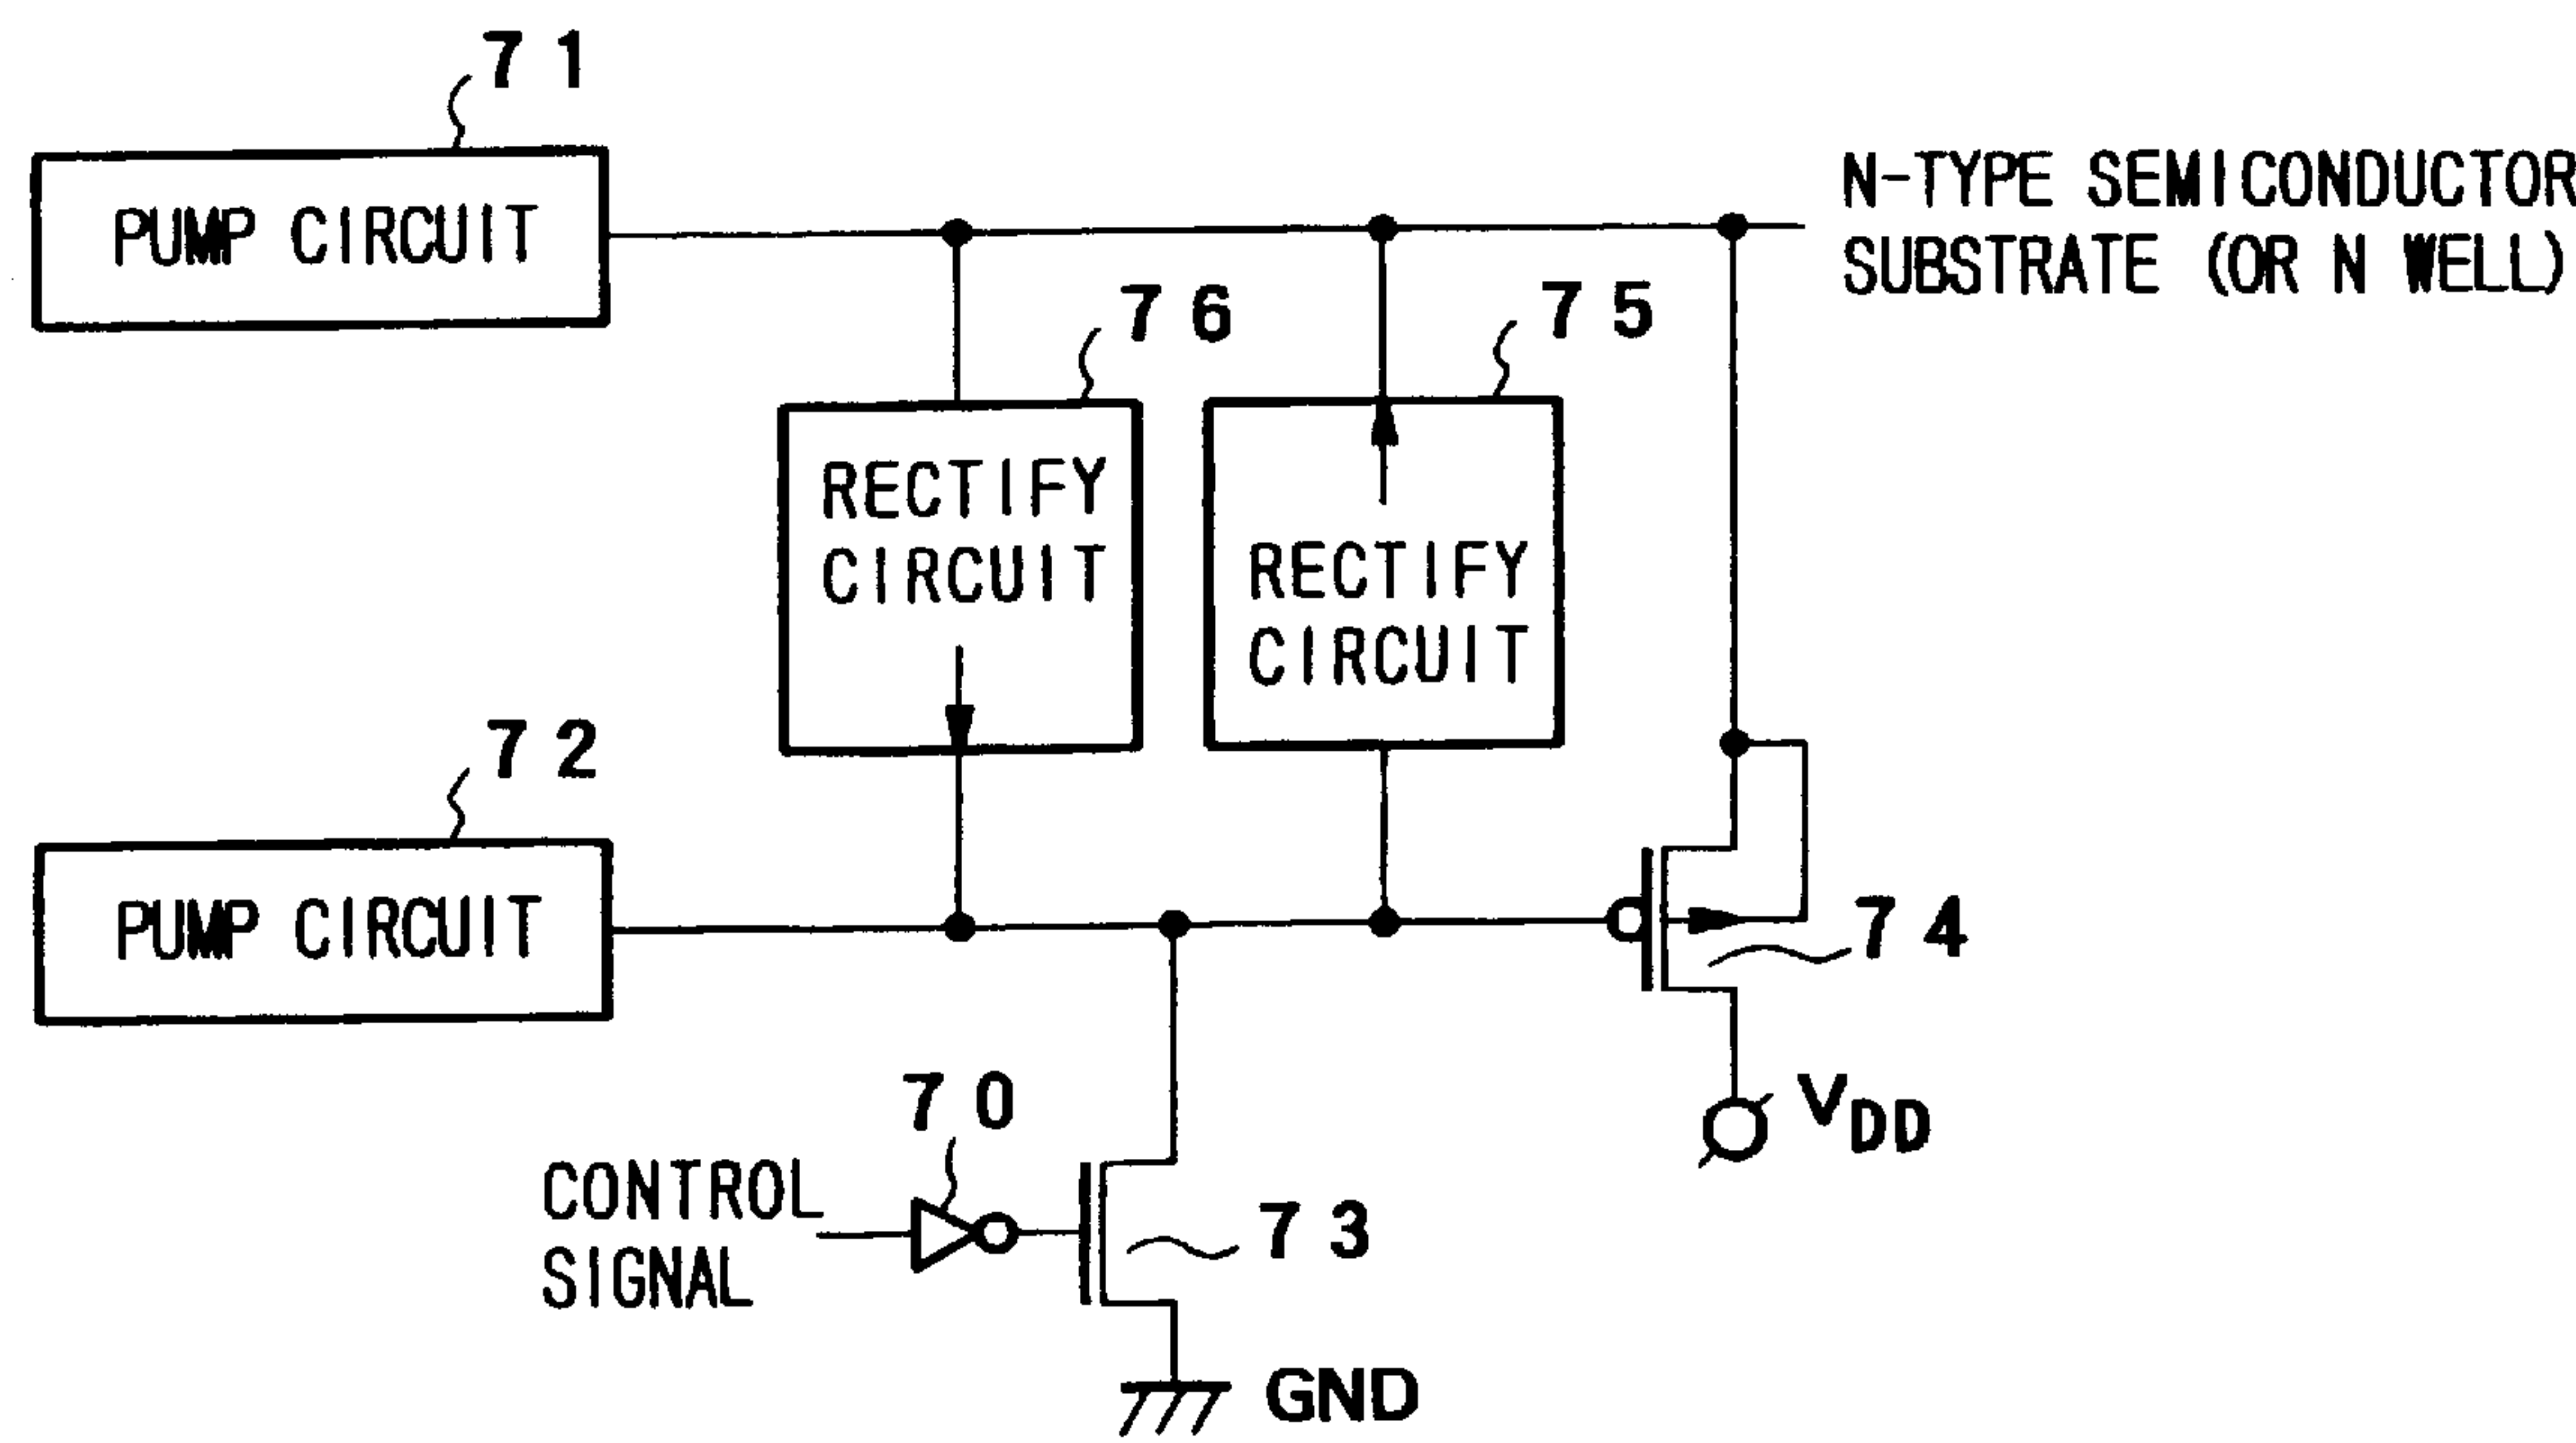 71
PUMP CIRCUIT
N-TYPE SEMICONDUCTOR
SUBSTRATE (OR N WELL)
76
75
RECTIFY
CIRCUIT
RECTIFY
CIRCUIT
72
PUMP CIRCUIT
74
70
VDD
CONTROL
SIGNAL
73
GND